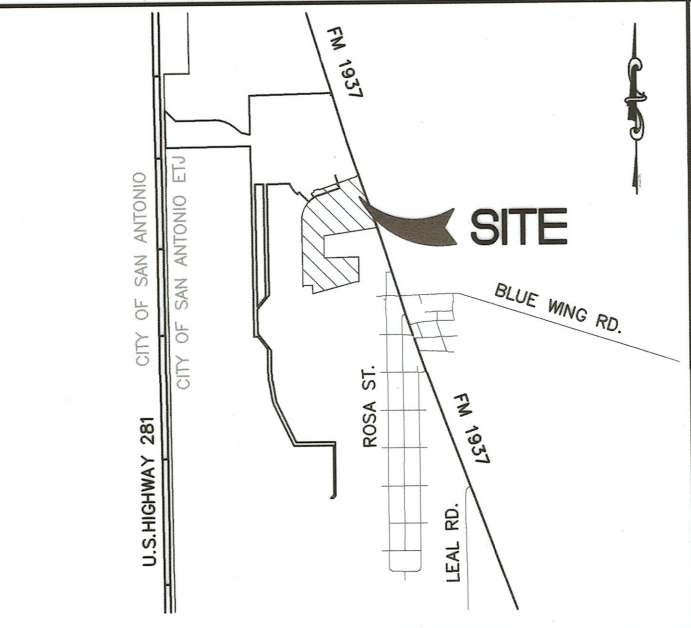 FM 1937
SITE
CITY OF SAN ANTONIO
CITY OF SAN ANTONIO ETJ
BLUE WING RD.
ROSA ST.
FM 1937
U.S.HIGHWAY 281
LEAL RD.